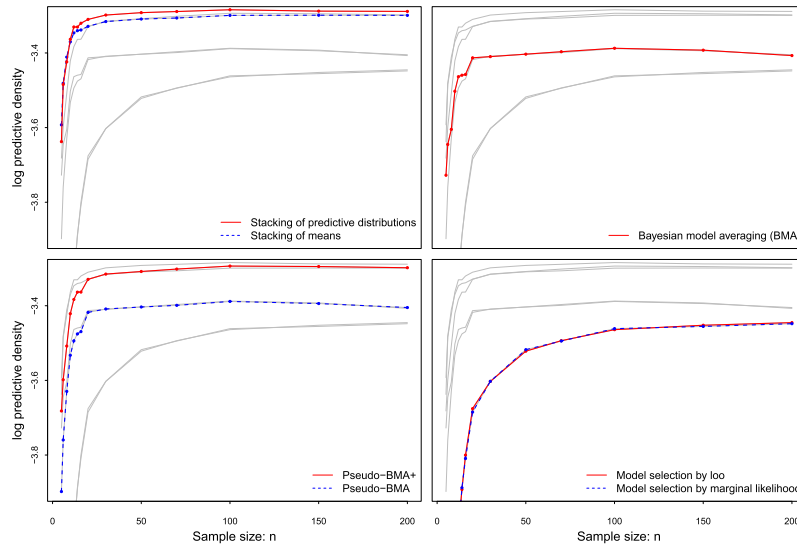 log predictive density
-3.4
-3.6
-3.8
Stacking of predictive distributions
Stacking of means
Bayesian model averaging (BMA
log predictive density
-3.4
-3.6
-3.8
Pseudo-BMA+
Pseudo-BMA
Model selection by loo
Model selection by marginal likelihood
0 50 100 150 200
0 50 100 150 200
Sample size: n
Sample size: n